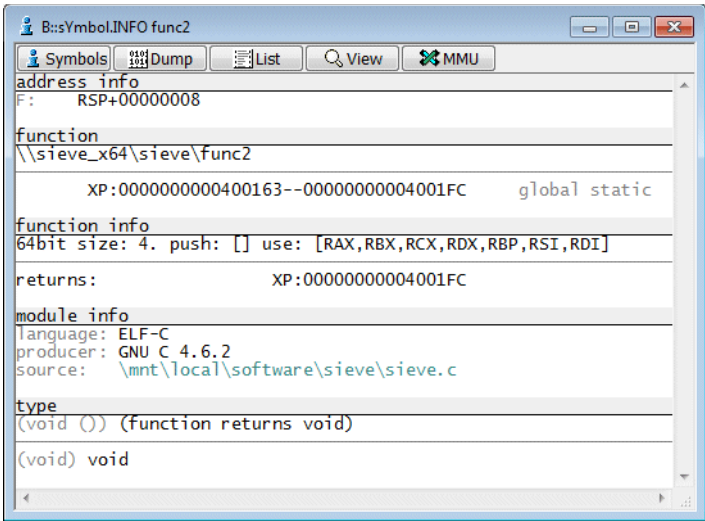 B::sYmbol.INFO func2
Symbols Dump List View MMU
address info
F: RSP+00000008
function
\\sieve_x64\sieve\func2
XP:0000000000400163--00000000004001FC global static
function info
64bit size: 4. push: [] use: [RAX,RBX,RCX,RDX,RBP,RSI,RDI]
returns: XP:00000000004001FC
module info
language: ELF-C
producer: GNU C 4.6.2
source: \mnt\local\software\sieve\sieve.c
type
(void ()) (function returns void)
(void) void